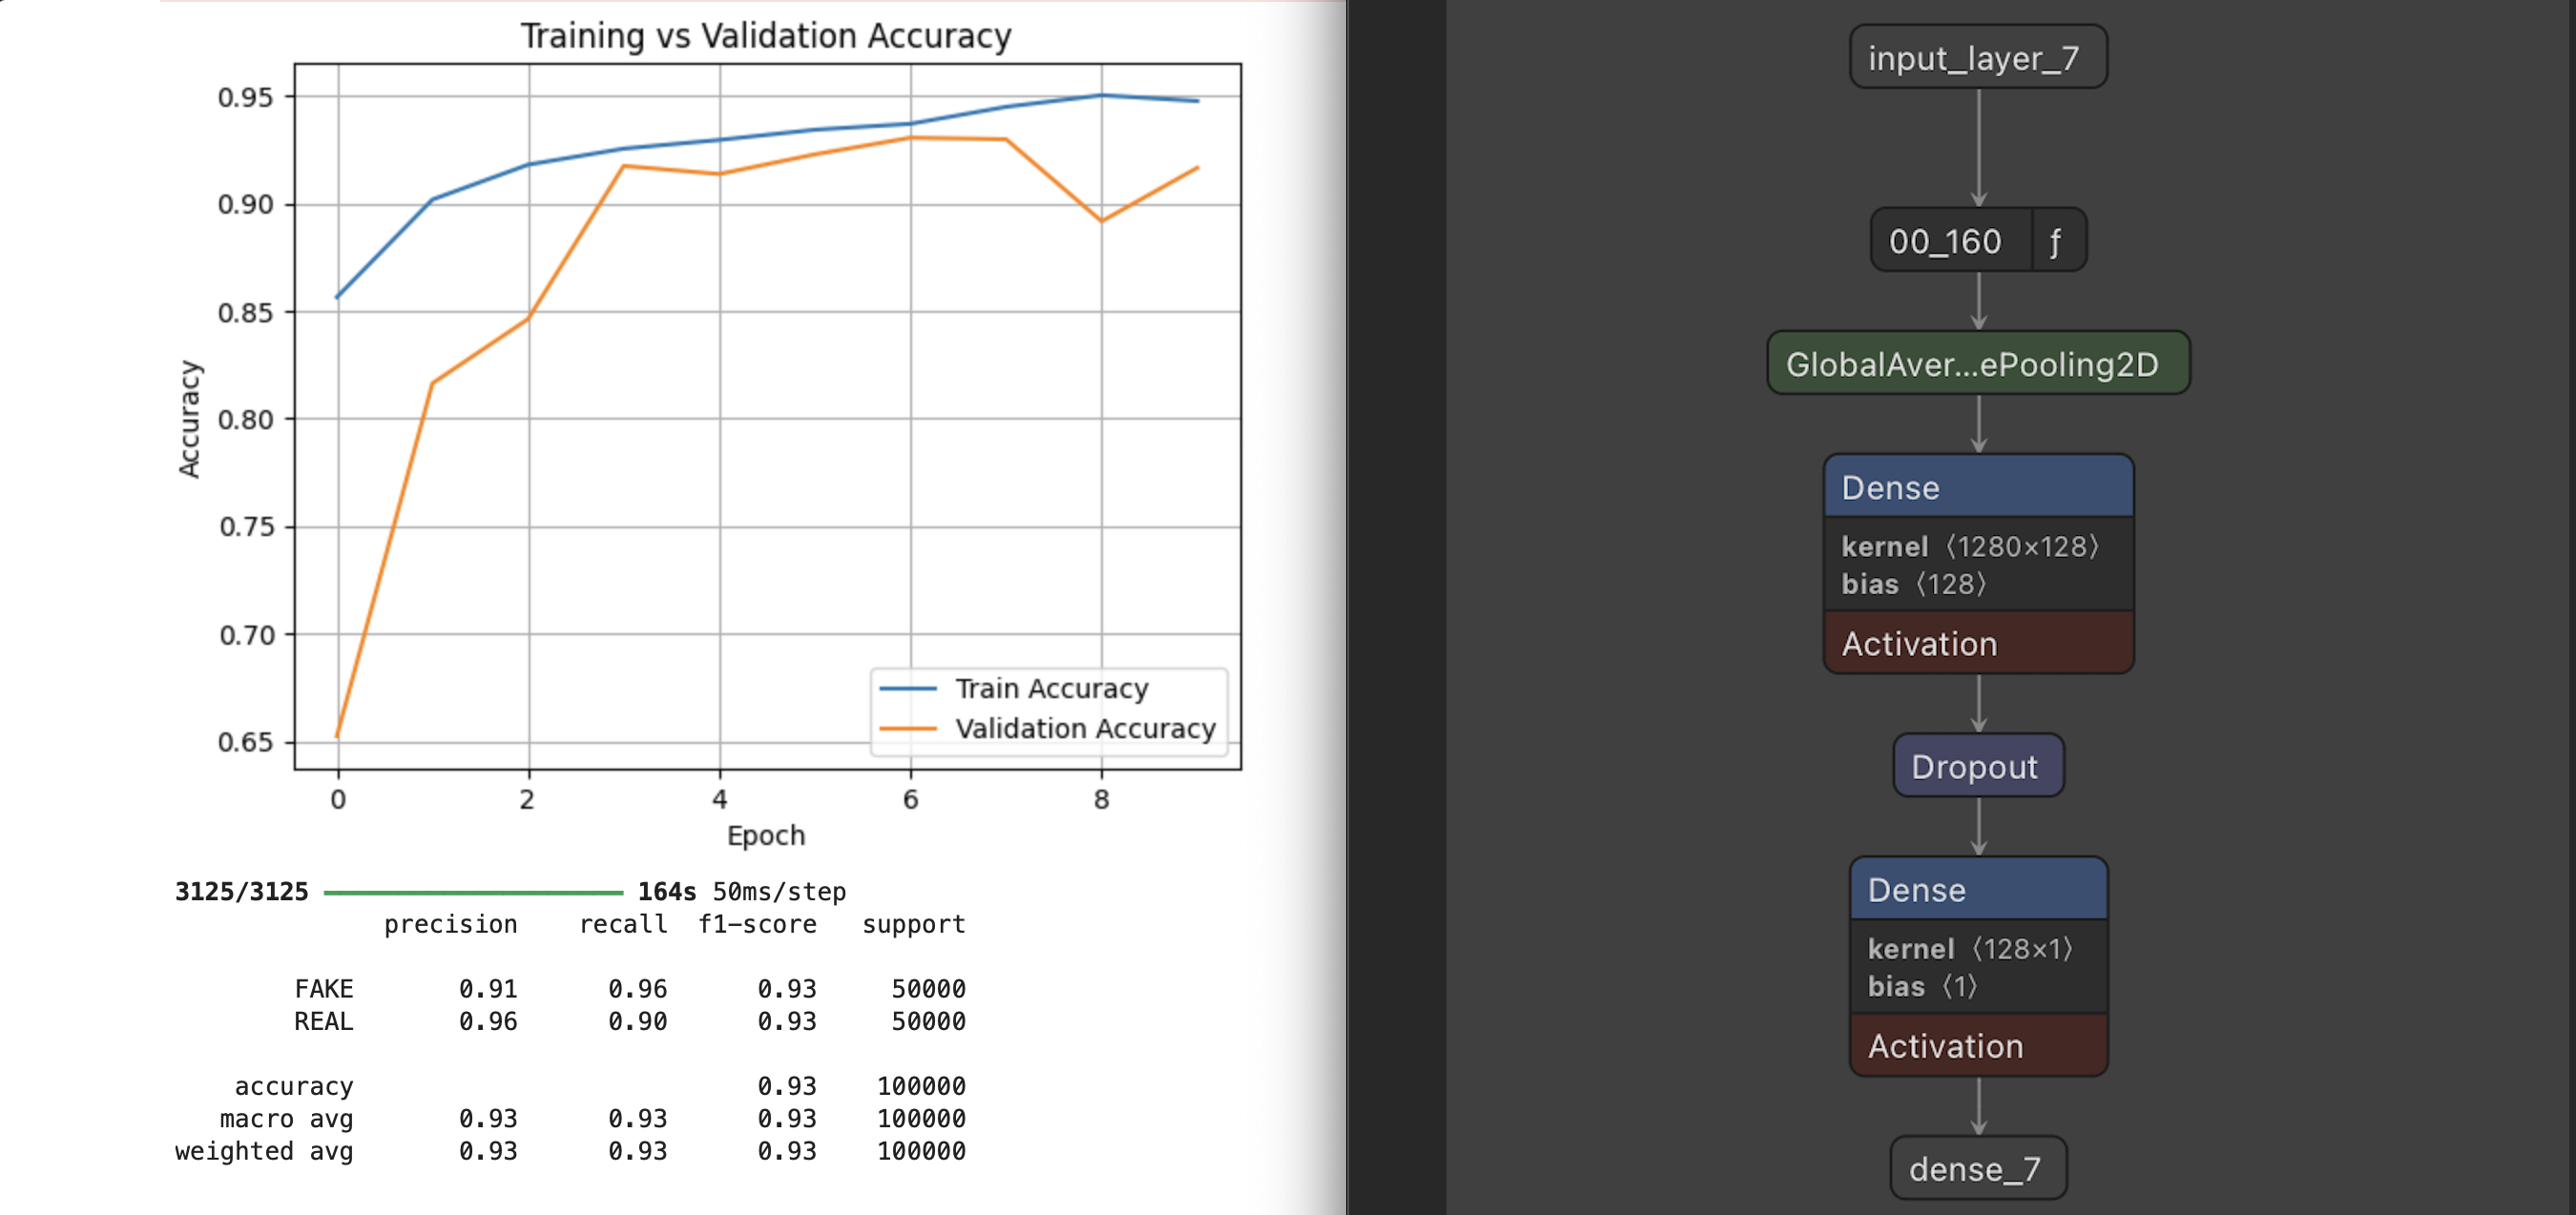 Training vs Validation Accuracy
0.95
0.90
0.85
0.80
0.75
0.70
0.65
Accuracy
Train Accuracy
Validation Accuracy
0 2 4 6 8
Epoch
3125/3125 164s 50ms/step
precision recall f1-score support
FAKE 0.91 0.96 0.93 50000
REAL 0.96 0.90 0.93 50000
accuracy 0.93 100000
macro avg 0.93 0.93 0.93 100000
weighted avg 0.93 0.93 0.93 100000
input_layer_7
00_160 ƒ
GlobalAver...ePooling2D
Dense
kernel ⟨1280×128⟩
bias ⟨128⟩
Activation
Dropout
Dense
kernel ⟨128×1⟩
bias ⟨1⟩
Activation
dense_7